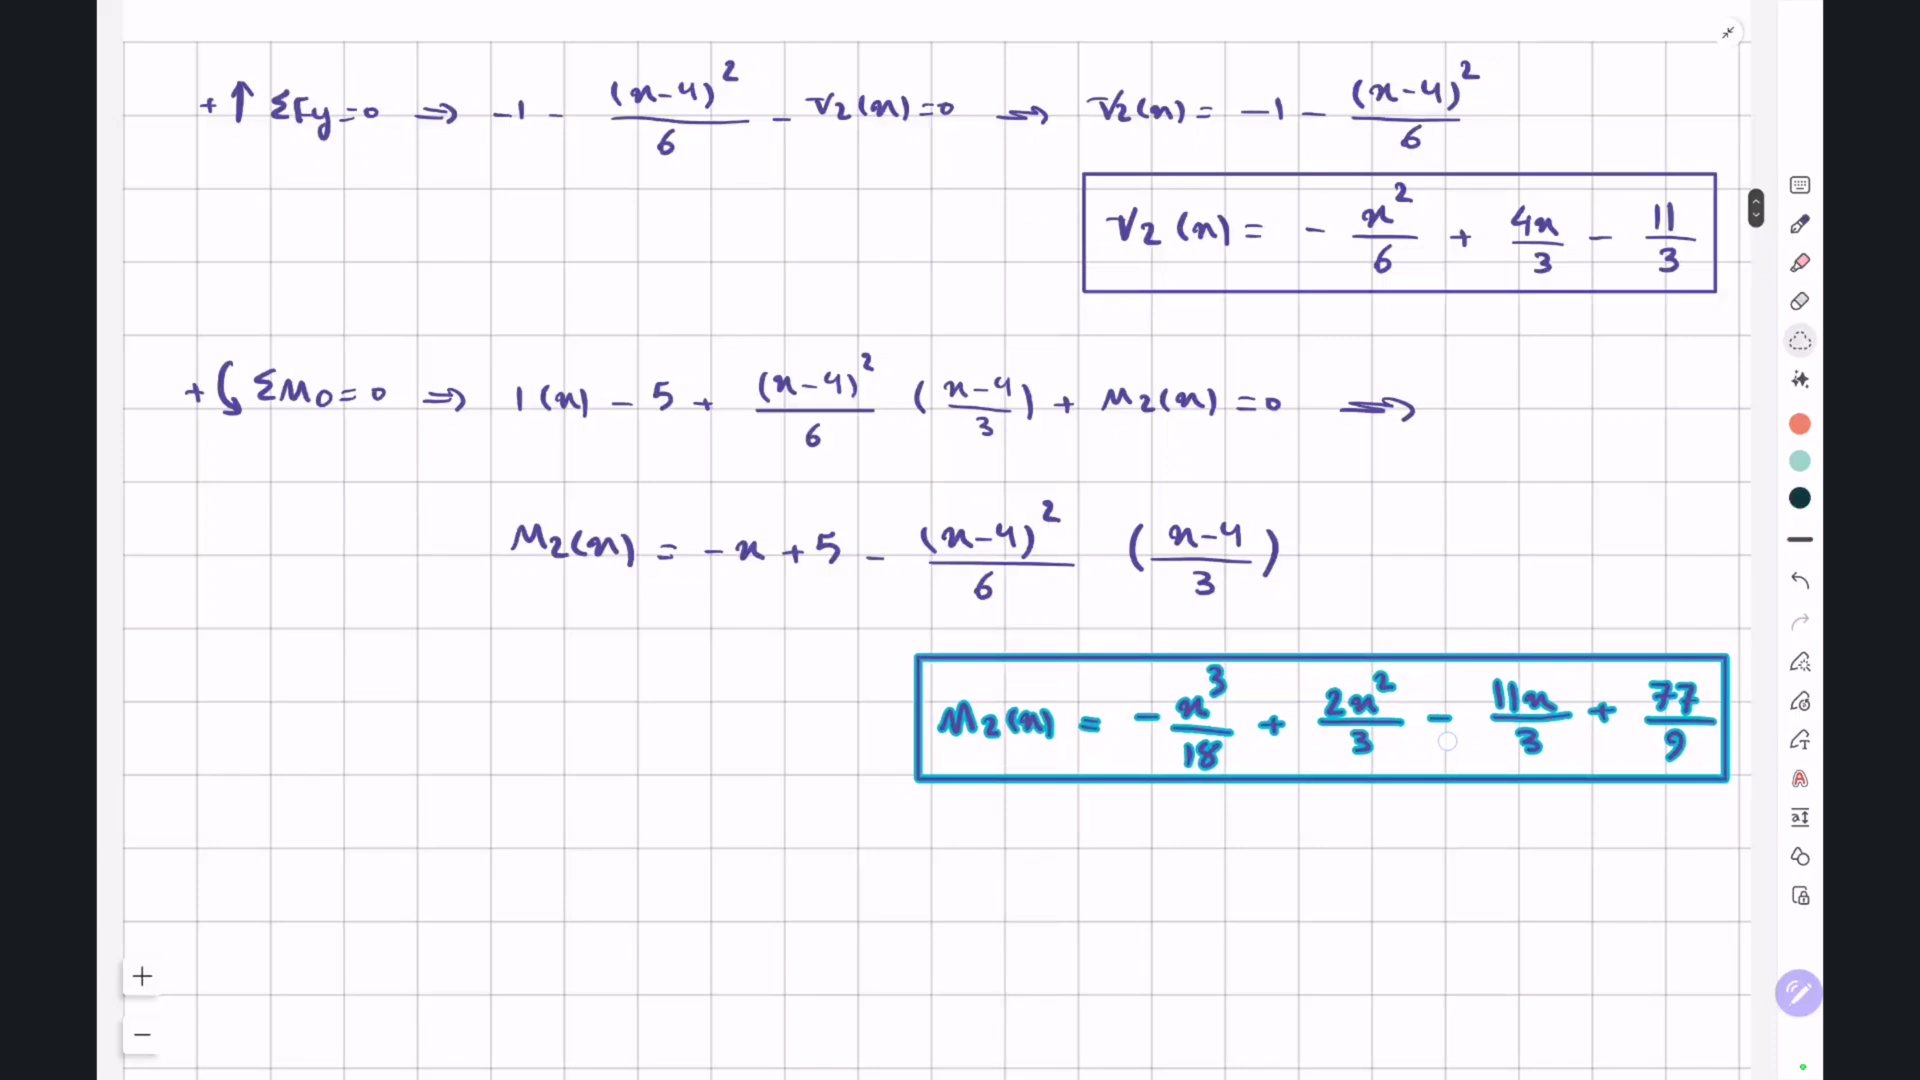 +↑ ΣFy=0 ⇒ -1 - (x-4)²/6 - V₂(x)=0 ⇒ V₂(x) = -1 - (x-4)²/6
V₂(x) = - x²/6 + 4x/3 - 11/3
+⤹ ΣM₀=0 ⇒ 1(x) - 5 + (x-4)²/6 ((x-4)/3) + M₂(x) =0 ⇒
M₂(x) = -x + 5 - (x-4)²/6 ((x-4)/3)
M₂(x) = - x³/18 + 2x²/3 - 11x/3 + 77/9